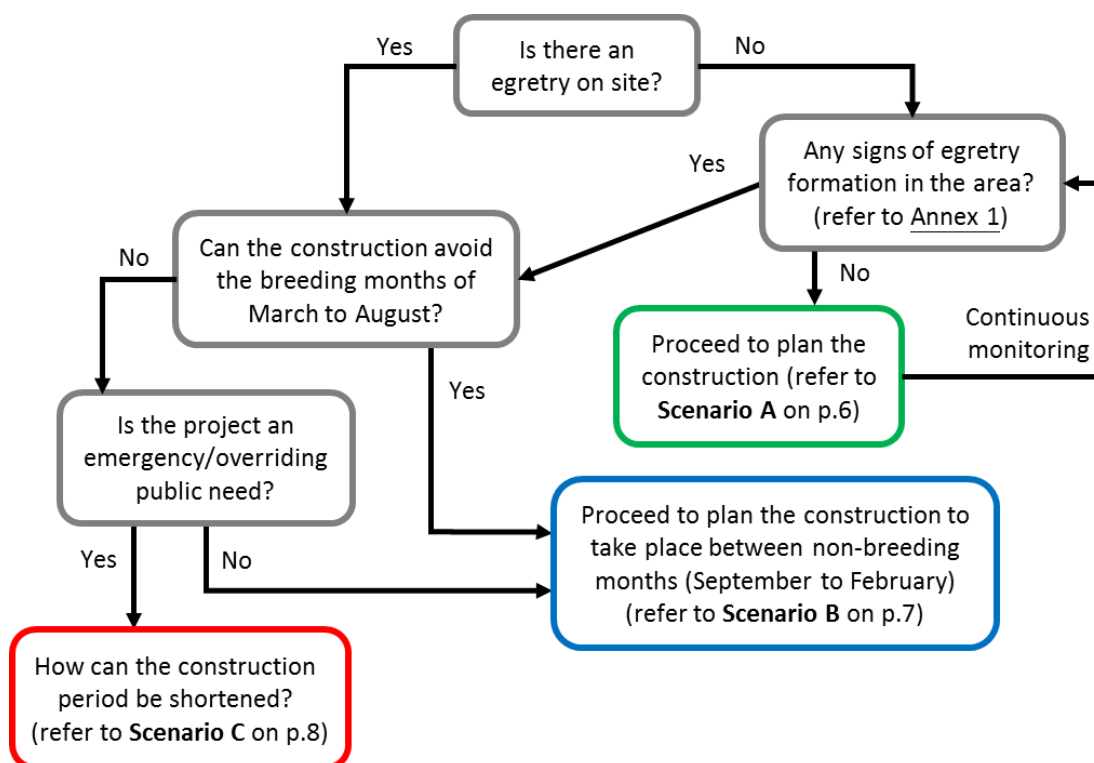 Yes
Is there an
egretry on site?
No
Any signs of egretry
formation in the area?
(refer to Annex 1)
Yes
Can the construction avoid
the breeding months of
March to August?
No
No
Proceed to plan the
construction (refer to
Scenario A on p.6)
Continuous
monitoring
Yes
Is the project an
emergency/overriding
public need?
Proceed to plan the construction to
take place between non-breeding
months (September to February)
(refer to Scenario B on p.7)
Yes
No
How can the construction
period be shortened?
(refer to Scenario C on p.8)